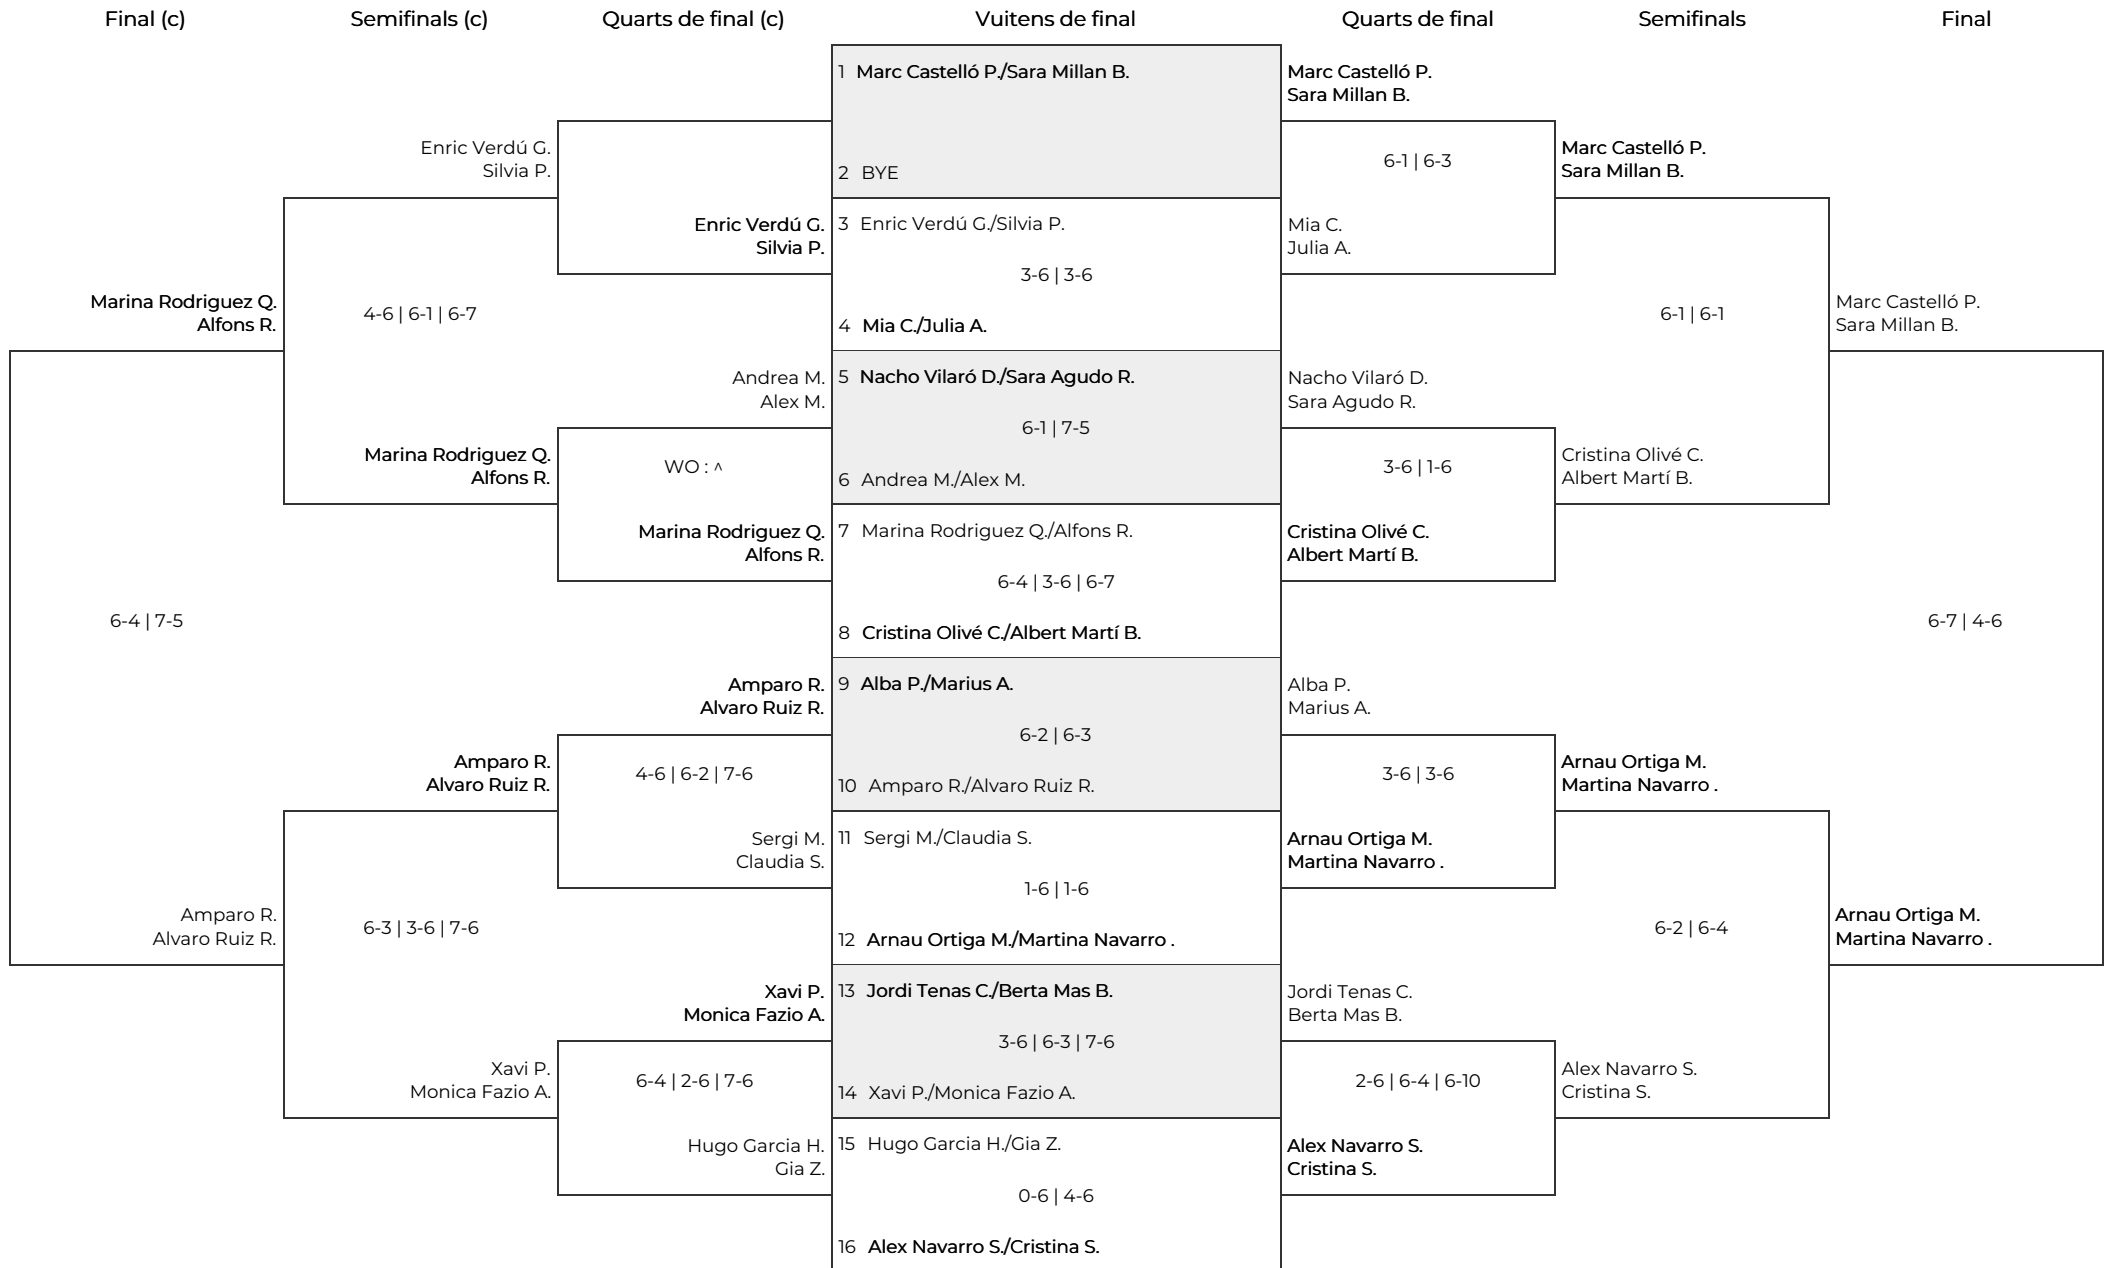 Final (c)
Semifinals (c)
Quarts de final (c)
Vuitens de final
Quarts de final
Semifinals
Final
Marina Rodriguez Q.
Alfons R.
6-4 | 7-5
Amparo R.
Alvaro Ruiz R.
Enric Verdú G.
Silvia P.
4-6 | 6-1 | 6-7
Marina Rodriguez Q.
Alfons R.
Amparo R.
Alvaro Ruiz R.
6-3 | 3-6 | 7-6
Xavi P.
Monica Fazio A.
Enric Verdú G.
Silvia P.
Andrea M.
Alex M.
WO : ^
Marina Rodriguez Q.
Alfons R.
Amparo R.
Alvaro Ruiz R.
4-6 | 6-2 | 7-6
Sergi M.
Claudia S.
Xavi P.
Monica Fazio A.
6-4 | 2-6 | 7-6
Hugo Garcia H.
Gia Z.
1 Marc Castelló P./Sara Millan B.
2 BYE
3 Enric Verdú G./Silvia P.
3-6 | 3-6
4 Mia C./Julia A.
5 Nacho Vilaró D./Sara Agudo R.
6-1 | 7-5
6 Andrea M./Alex M.
7 Marina Rodriguez Q./Alfons R.
6-4 | 3-6 | 6-7
8 Cristina Olivé C./Albert Martí B.
9 Alba P./Marius A.
6-2 | 6-3
10 Amparo R./Alvaro Ruiz R.
11 Sergi M./Claudia S.
1-6 | 1-6
12 Arnau Ortiga M./Martina Navarro .
13 Jordi Tenas C./Berta Mas B.
3-6 | 6-3 | 7-6
14 Xavi P./Monica Fazio A.
15 Hugo Garcia H./Gia Z.
0-6 | 4-6
16 Alex Navarro S./Cristina S.
Marc Castelló P.
Sara Millan B.
6-1 | 6-3
Mia C.
Julia A.
Nacho Vilaró D.
Sara Agudo R.
3-6 | 1-6
Cristina Olivé C.
Albert Martí B.
Alba P.
Marius A.
3-6 | 3-6
Arnau Ortiga M.
Martina Navarro .
Jordi Tenas C.
Berta Mas B.
2-6 | 6-4 | 6-10
Alex Navarro S.
Cristina S.
Marc Castelló P.
Sara Millan B.
6-1 | 6-1
Cristina Olivé C.
Albert Martí B.
Arnau Ortiga M.
Martina Navarro .
6-2 | 6-4
Alex Navarro S.
Cristina S.
Marc Castelló P.
Sara Millan B.
6-7 | 4-6
Arnau Ortiga M.
Martina Navarro .